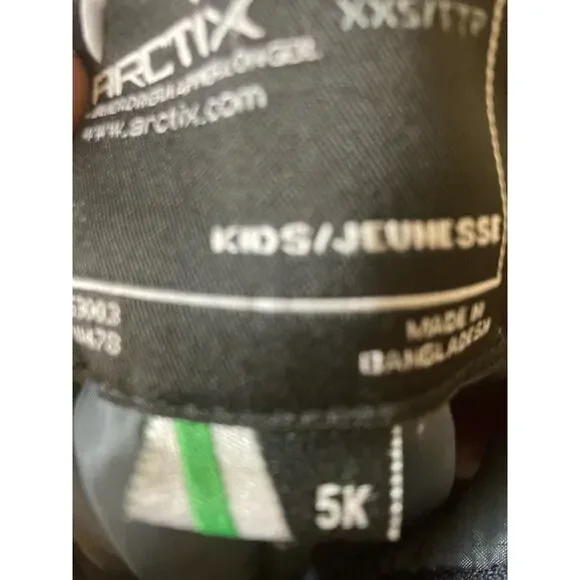 ARCTIX
XXS/TTP
www.arctix.com
KIDS/JEUNESSE
MADE IN
BANGLADESH
5K